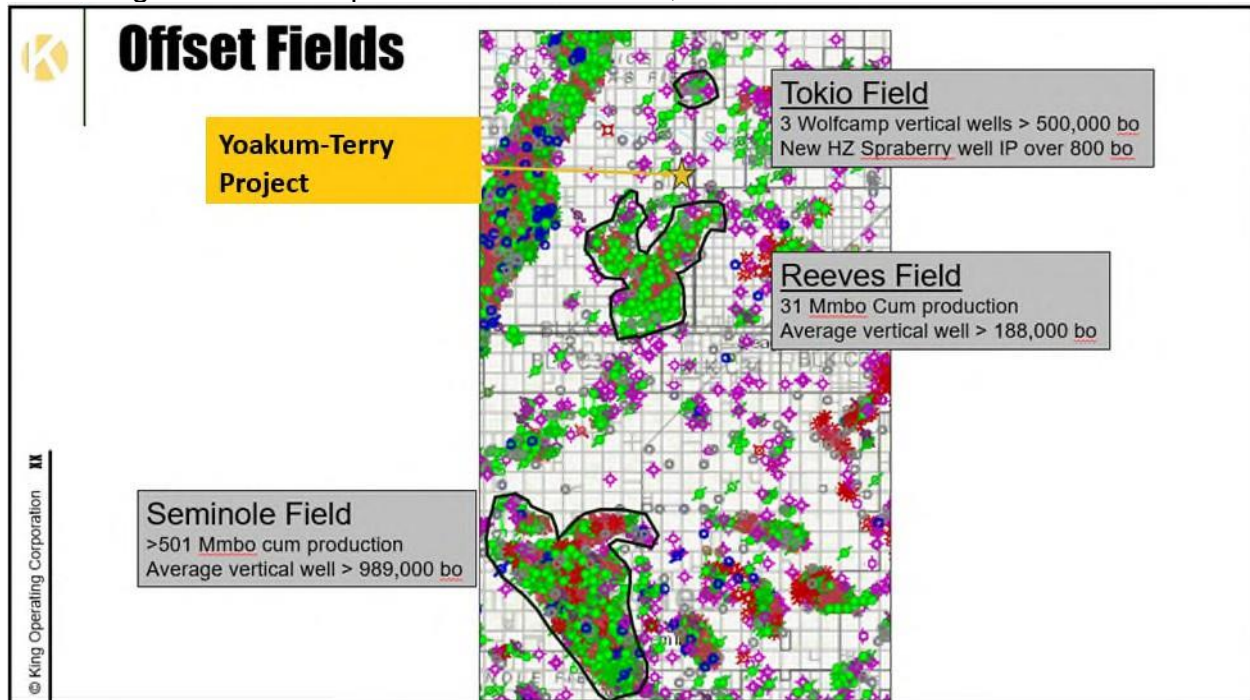 K
Offset Fields
Yoakum-Terry
Project
Tokio Field
3 Wolfcamp vertical wells > 500,000 bo
New HZ Spraberry well IP over 800 bo
Reeves Field
31 Mmbo Cum production
Average vertical well > 188,000 bo
Seminole Field
>501 Mmbo cum production
Average vertical well > 989,000 bo
© King Operating Corporation XX